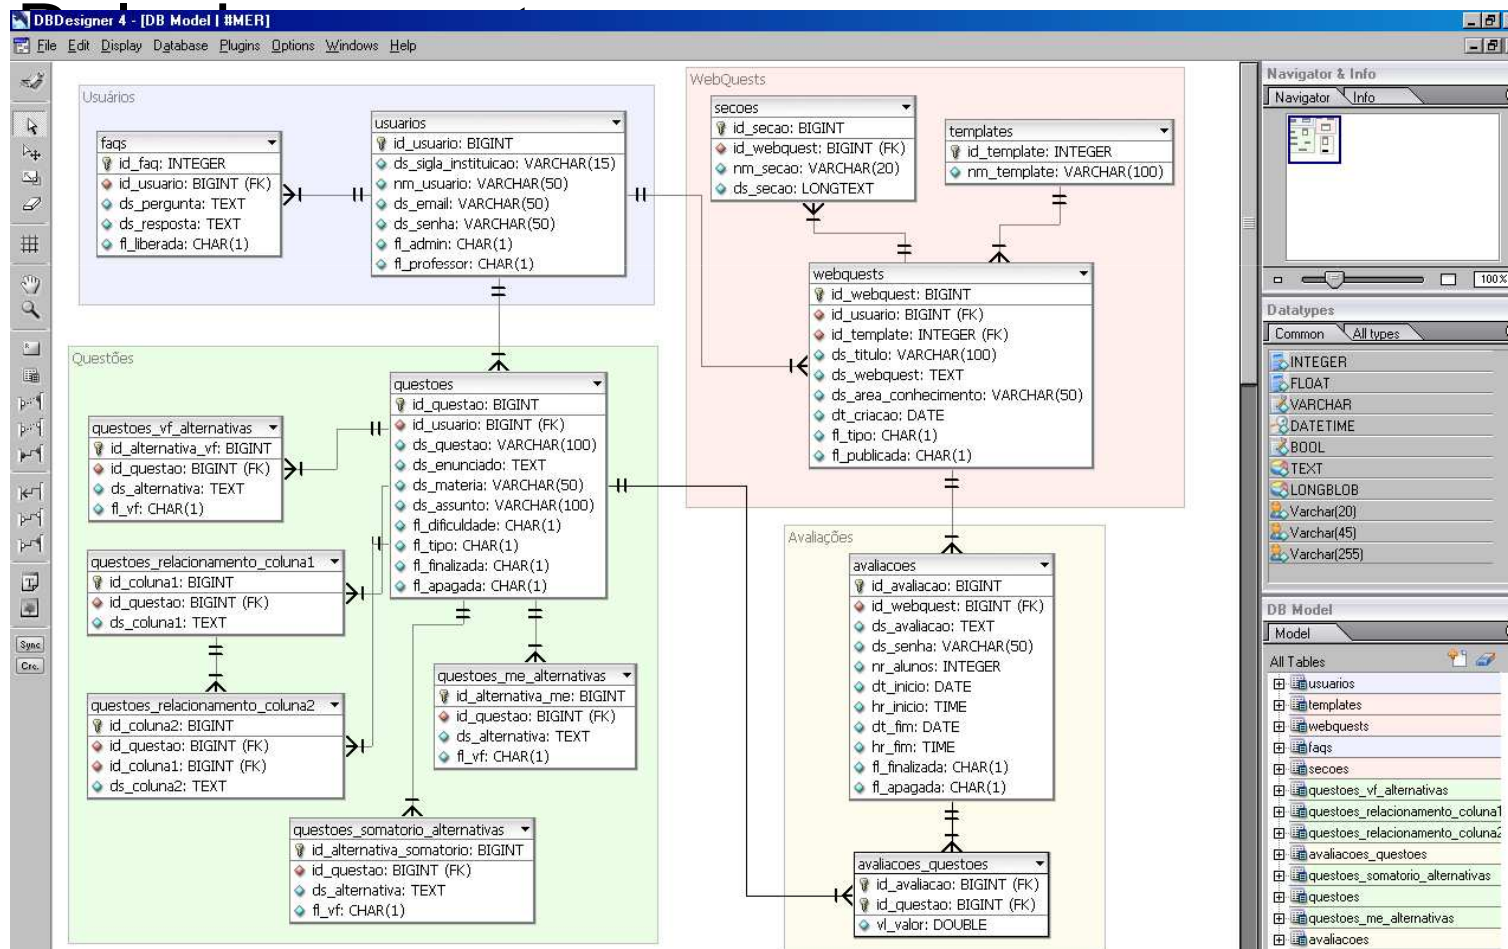 DBDesigner 4 - [DB Model | #MER]
File Edit Display Database Plugins Options Windows Help
Usuários
faqs
id_faq: INTEGER
id_usuario: BIGINT (FK)
ds_pergunta: TEXT
ds_resposta: TEXT
fl_liberada: CHAR(1)
usuarios
id_usuario: BIGINT
ds_sigla_instituicao: VARCHAR(15)
nm_usuario: VARCHAR(50)
ds_email: VARCHAR(50)
ds_senha: VARCHAR(50)
fl_admin: CHAR(1)
fl_professor: CHAR(1)
WebQuests
secoes
id_secao: BIGINT
id_webquest: BIGINT (FK)
nm_secao: VARCHAR(20)
ds_secao: LONGTEXT
templates
id_template: INTEGER
nm_template: VARCHAR(100)
webquests
id_webquest: BIGINT
id_usuario: BIGINT (FK)
id_template: INTEGER (FK)
ds_titulo: VARCHAR(100)
ds_webquest: TEXT
ds_area_conhecimento: VARCHAR(50)
dt_criacao: DATE
fl_tipo: CHAR(1)
fl_publicada: CHAR(1)
Questões
questoes
id_questao: BIGINT
id_usuario: BIGINT (FK)
ds_questao: VARCHAR(100)
ds_enunciado: TEXT
ds_materia: VARCHAR(50)
ds_assunto: VARCHAR(100)
fl_dificuldade: CHAR(1)
fl_tipo: CHAR(1)
fl_finalizada: CHAR(1)
fl_apagada: CHAR(1)
questoes_vf_alternativas
id_alternativa_vf: BIGINT
id_questao: BIGINT (FK)
ds_alternativa: TEXT
fl_vf: CHAR(1)
questoes_relacionamento_coluna1
id_coluna1: BIGINT
id_questao: BIGINT (FK)
ds_coluna1: TEXT
questoes_relacionamento_coluna2
id_coluna2: BIGINT
id_questao: BIGINT (FK)
id_coluna1: BIGINT (FK)
ds_coluna2: TEXT
questoes_me_alternativas
id_alternativa_me: BIGINT
id_questao: BIGINT (FK)
ds_alternativa: TEXT
fl_vf: CHAR(1)
questoes_somatorio_alternativas
id_alternativa_somatorio: BIGINT
id_questao: BIGINT (FK)
ds_alternativa: TEXT
fl_vf: CHAR(1)
Avaliações
avaliacoes
id_avaliacao: BIGINT
id_webquest: BIGINT (FK)
ds_avaliacao: TEXT
ds_senha: VARCHAR(50)
nr_alunos: INTEGER
dt_inicio: DATE
hr_inicio: TIME
dt_fim: DATE
hr_fim: TIME
fl_finalizada: CHAR(1)
fl_apagada: CHAR(1)
avaliacoes_questoes
id_avaliacao: BIGINT (FK)
id_questao: BIGINT (FK)
vl_valor: DOUBLE
Sync
Cre.
Navigator & Info
Navigator Info
100%
Datatypes
Common All types
INTEGER
FLOAT
VARCHAR
DATETIME
BOOL
TEXT
LONGBLOB
Varchar(20)
Varchar(45)
Varchar(255)
DB Model
Model
All Tables
usuarios
templates
webquests
faqs
secoes
questoes_vf_alternativas
questoes_relacionamento_coluna1
questoes_relacionamento_coluna2
avaliacoes_questoes
questoes_somatorio_alternativas
questoes
questoes_me_alternativas
avaliacoes